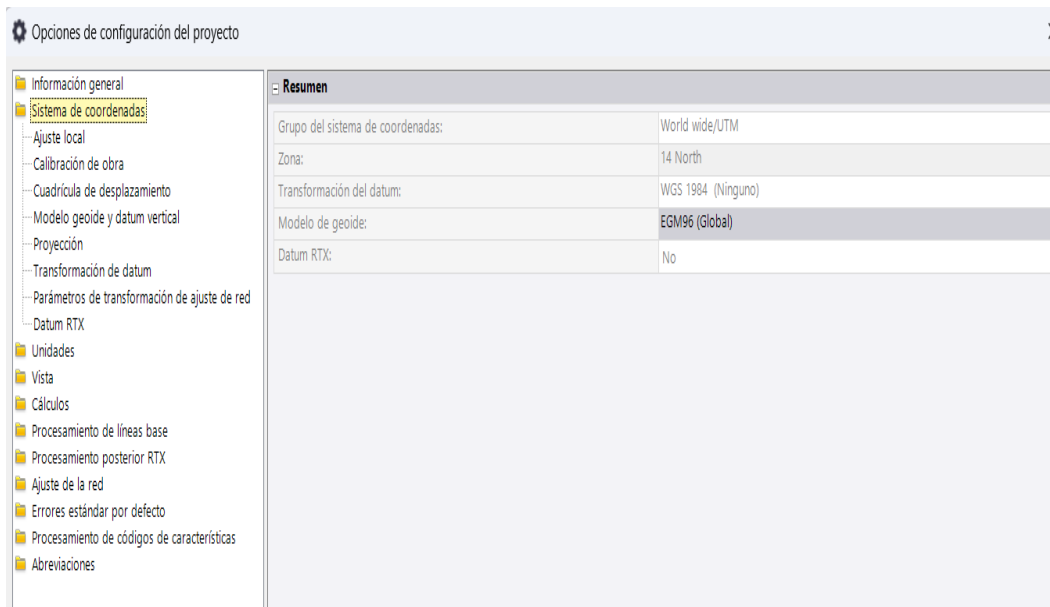 Opciones de configuración del proyecto
Información general
Sistema de coordenadas
Ajuste local
Calibración de obra
Cuadrícula de desplazamiento
Modelo geoide y datum vertical
Proyección
Transformación de datum
Parámetros de transformación de ajuste de red
Datum RTX
Unidades
Vista
Cálculos
Procesamiento de líneas base
Procesamiento posterior RTX
Ajuste de la red
Errores estándar por defecto
Procesamiento de códigos de características
Abreviaciones
Resumen
Grupo del sistema de coordenadas: World wide/UTM
Zona: 14 North
Transformación del datum: WGS 1984 (Ninguno)
Modelo de geoide: EGM96 (Global)
Datum RTX: No